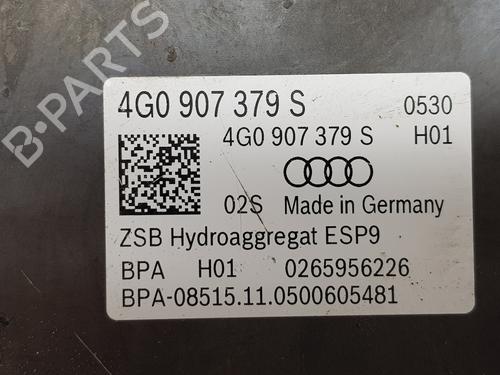 4G0 907 379 S 0530
4G0 907 379 S H01
02S Made in Germany
ZSB Hydroaggregat ESP9
BPA H01 0265956226
BPA-08515.11.0500605481